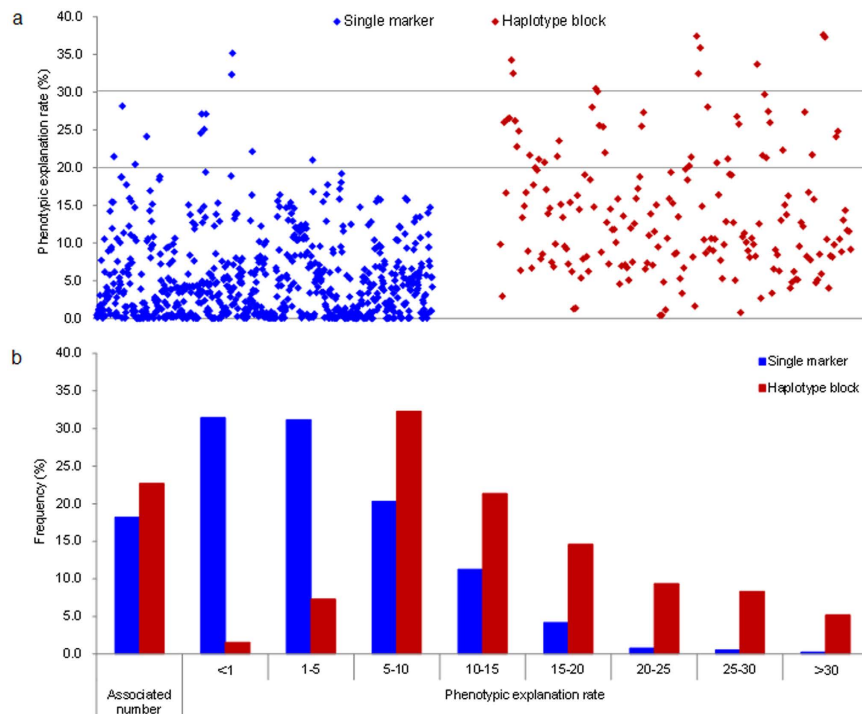 a
Single marker
Haplotype block
Phenotypic explanation rate (%)
40.0
35.0
30.0
25.0
20.0
15.0
10.0
5.0
0.0
b
Single marker
Haplotype block
Frequency (%)
40.0
35.0
30.0
25.0
20.0
15.0
10.0
5.0
0.0
<1
1-5
5-10
10-15
15-20
20-25
25-30
>30
Associated
number
Phenotypic explanation rate